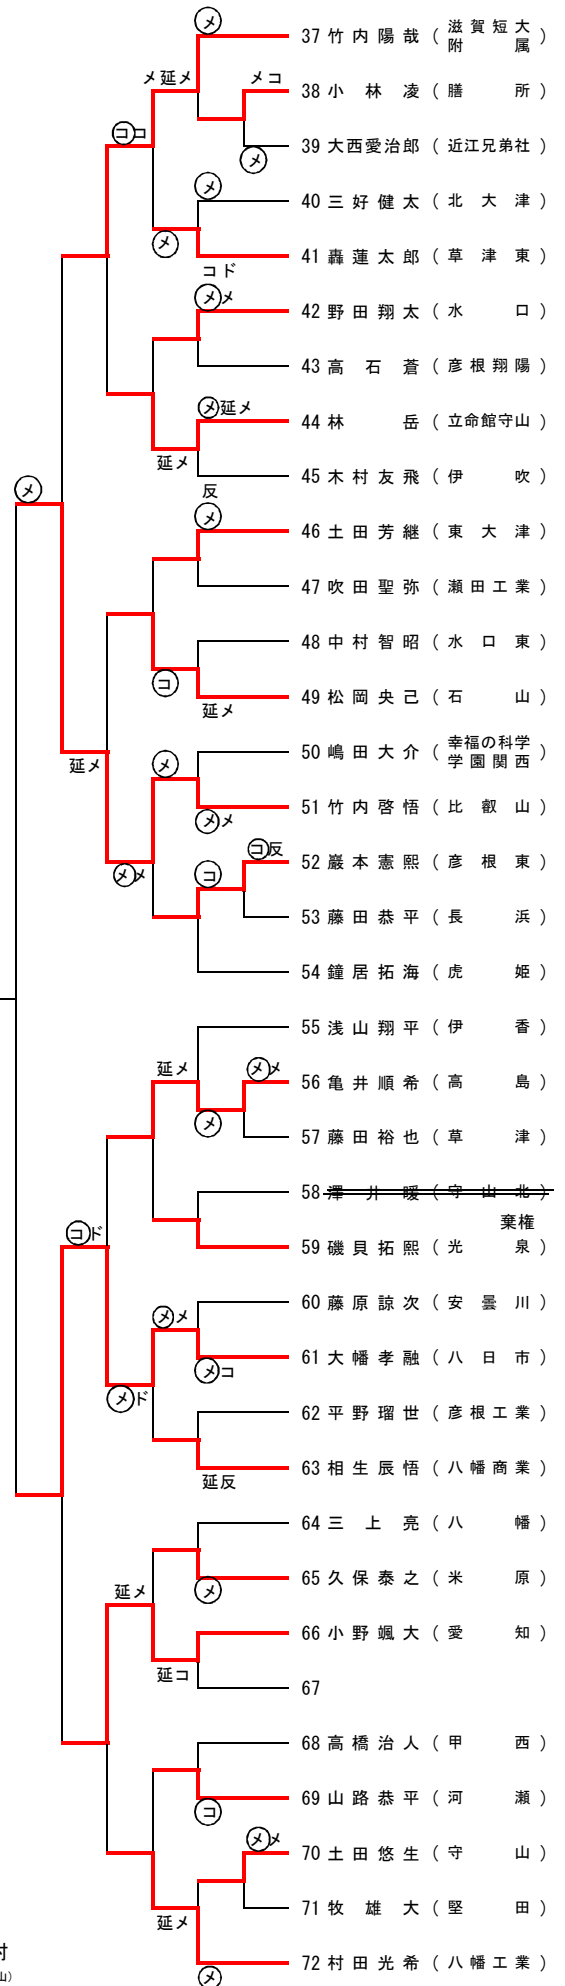 メ
37 竹内陽哉 (滋賀短大附属)
メ延メ
メコ
38 小林凌 (膳所)
ココ
39 大西愛治郎 (近江兄弟社)
メ
メ
40 三好健太 (北大津)
メ
41 轟蓮太郎 (草津東)
コド
メメ
42 野田翔太 (水口)
43 高石蒼 (彦根翔陽)
メ延メ
44 林岳 (立命館守山)
延メ
45 木村友飛 (伊吹)
反
メ
メ
46 土田芳継 (東大津)
47 吹田聖弥 (瀬田工業)
48 中村智昭 (水口東)
コ
49 松岡央己 (石山)
延メ
50 嶋田大介 (幸福の科学学園関西)
延メ
メ
51 竹内啓悟 (比叡山)
メメ
コ反
52 巌本憲熙 (彦根東)
メメ
コ
53 藤田恭平 (長浜)
54 鐘居拓海 (虎姫)
55 浅山翔平 (伊香)
延メ
メメ
56 亀井順希 (高島)
メ
57 藤田裕也 (草津)
58 澤井暖 (守山北)
棄権
コド
59 磯貝拓熙 (光泉)
60 藤原諒次 (安曇川)
メメ
61 大幡孝融 (八日市)
メコ
メド
62 平野瑠世 (彦根工業)
63 相生辰悟 (八幡商業)
延反
64 三上亮 (八幡)
65 久保泰之 (米原)
延メ
メ
66 小野颯大 (愛知)
延コ
67
68 高橋治人 (甲西)
69 山路恭平 (河瀬)
コ
メメ
70 土田悠生 (守山)
71 牧雄大 (堅田)
延メ
72 村田光希 (八幡工業)
メ
村
山)